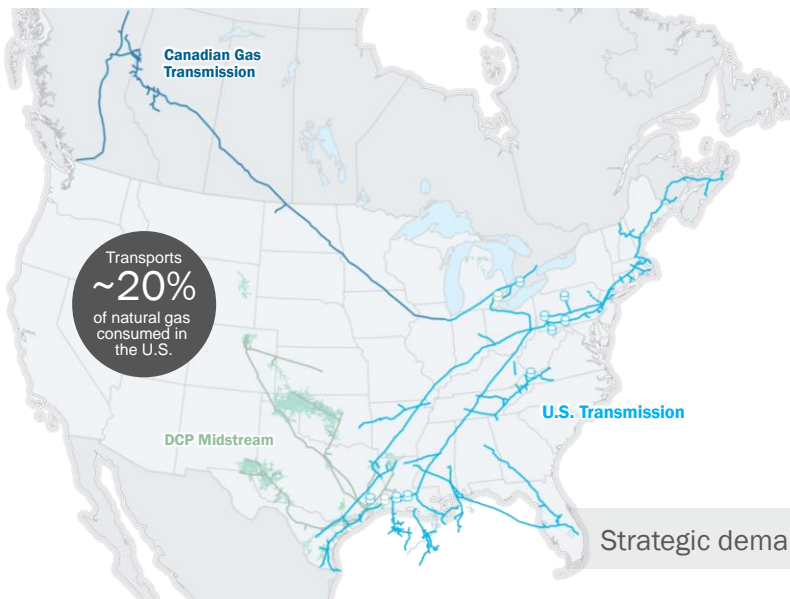 Canadian Gas
Transmission
Transports
~20%
of natural gas
consumed in
the U.S.
U.S. Transmission
DCP Midstream
Strategic dema